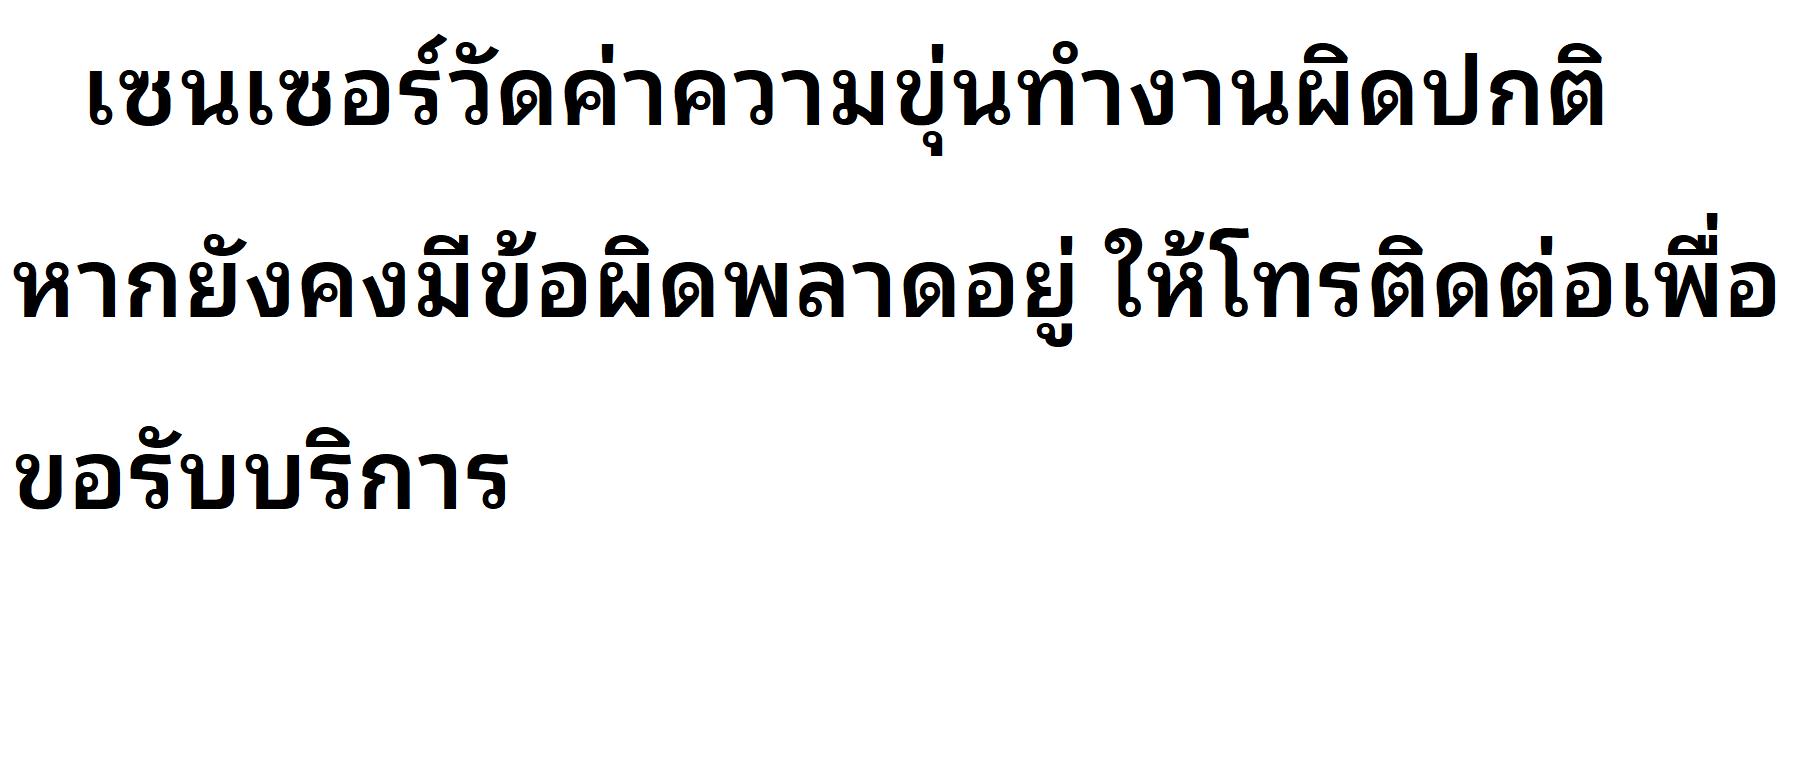 เซนเซอร์วัดค่าความขุ่นทำงานผิดปกติ
หากยังคงมีข้อผิดพลาดอยู่ ให้โทรติดต่อเพื่อ
ขอรับบริการ